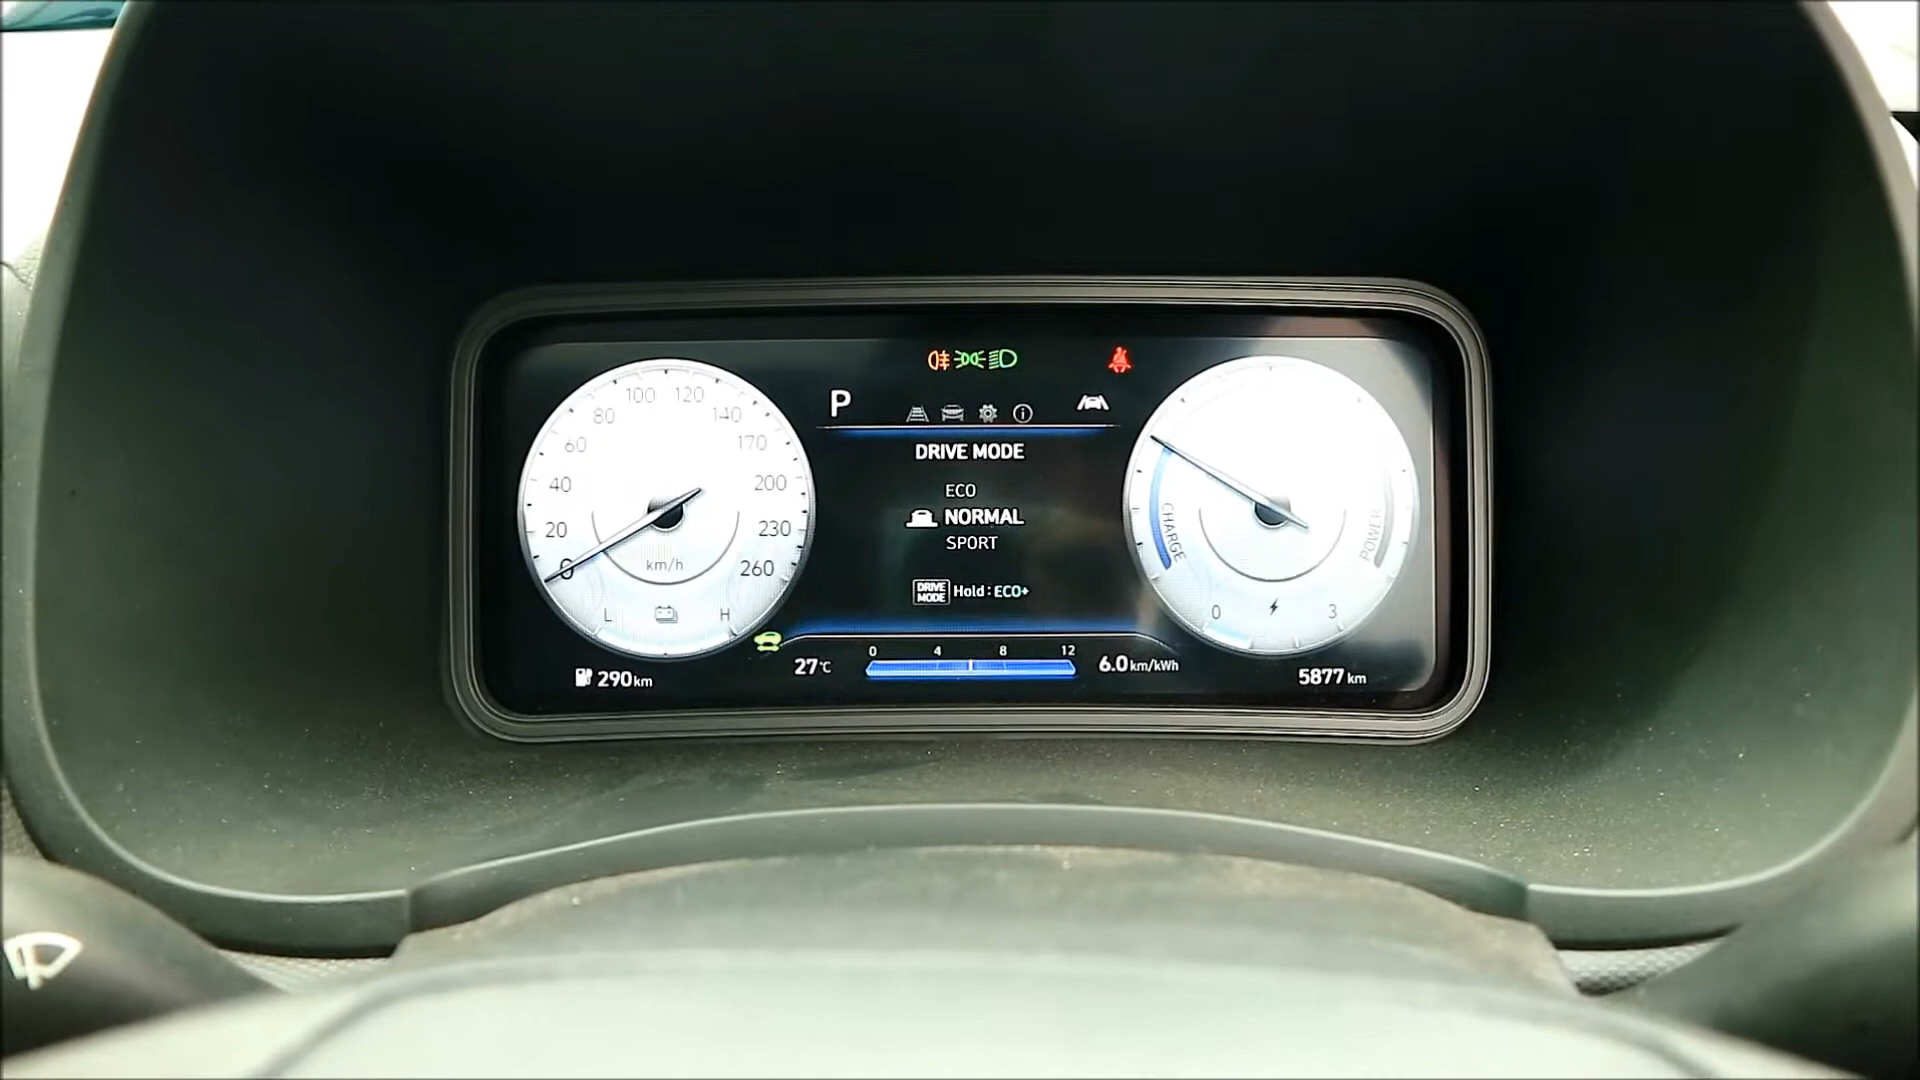 100 120
80 140
60 170
40 200
20 230
0 km/h 260
L H
290 km
P
DRIVE MODE
ECO
NORMAL
SPORT
DRIVE MODE Hold : ECO+
27°C
0 4 8 12
6.0 km/kWh
CHARGE
POWER
0 3
5877 km